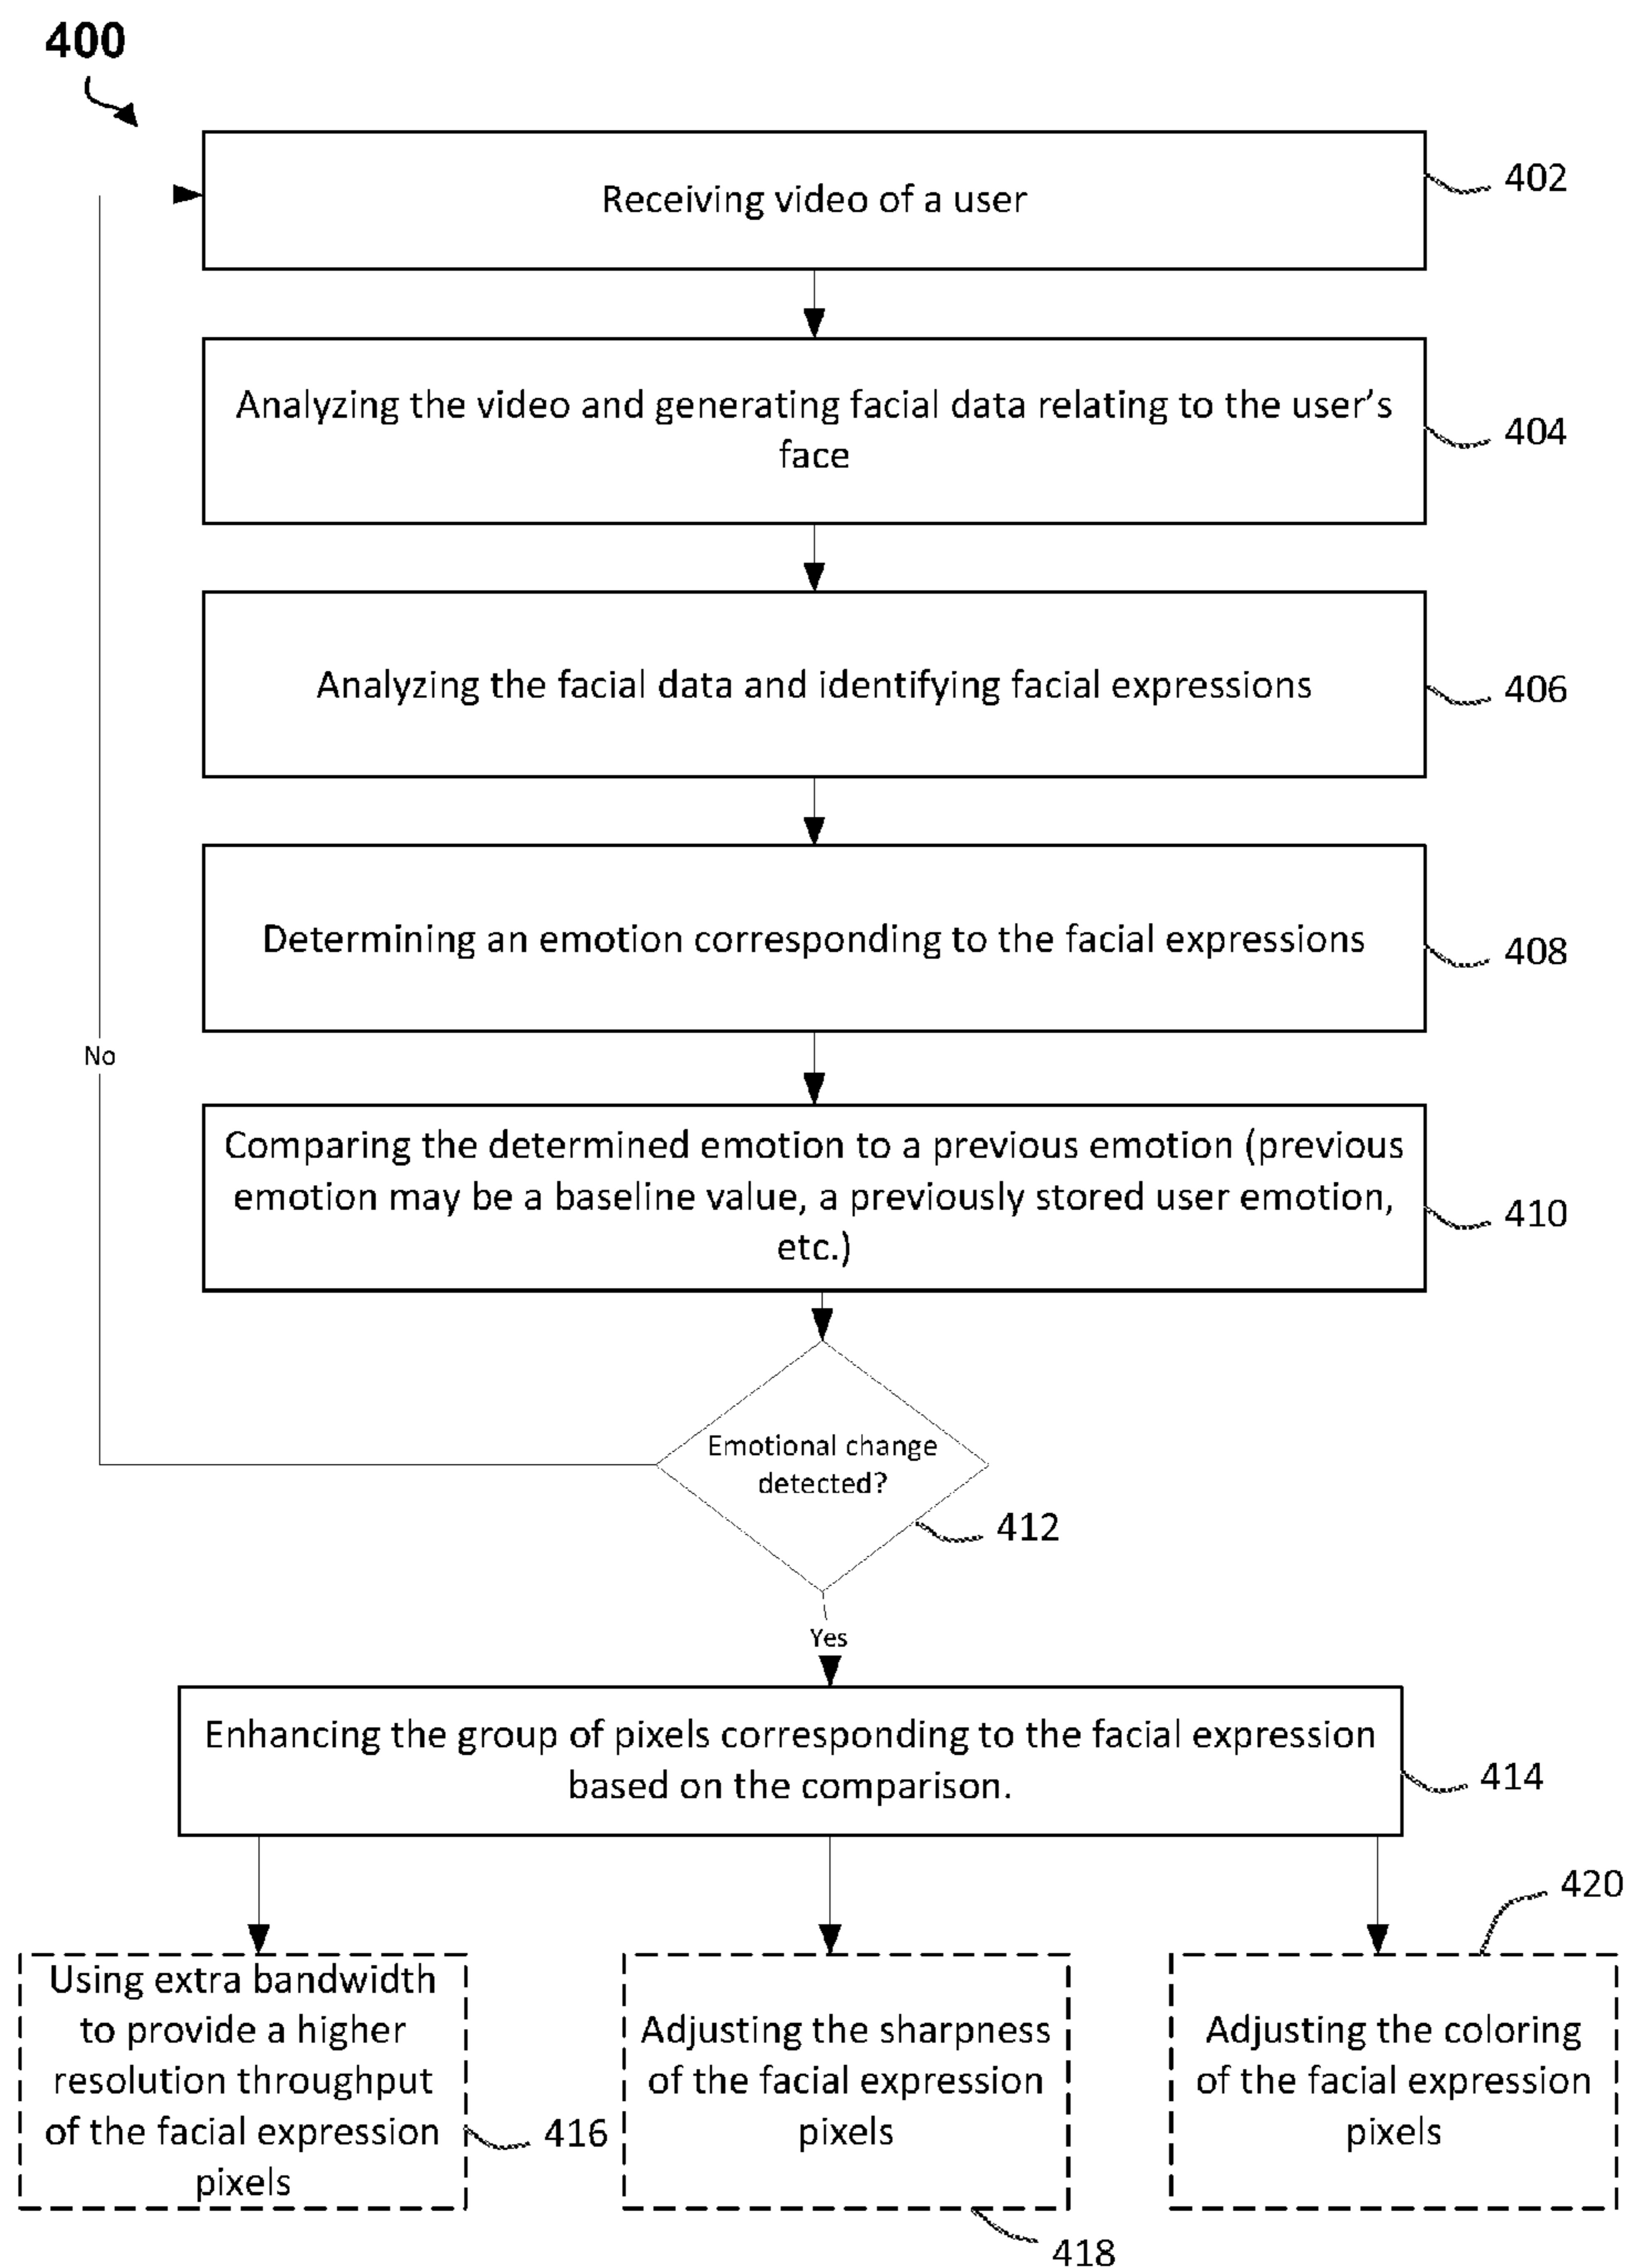 400
Receiving video of a user
402
Analyzing the video and generating facial data relating to the user’s
face
404
Analyzing the facial data and identifying facial expressions
406
Determining an emotion corresponding to the facial expressions
408
No
Comparing the determined emotion to a previous emotion (previous
emotion may be a baseline value, a previously stored user emotion,
etc.)
410
Emotional change
detected?
412
Yes
Enhancing the group of pixels corresponding to the facial expression
based on the comparison.
414
Using extra bandwidth
to provide a higher
resolution throughput
of the facial expression
pixels
416
Adjusting the sharpness
of the facial expression
pixels
418
Adjusting the coloring
of the facial expression
pixels
420